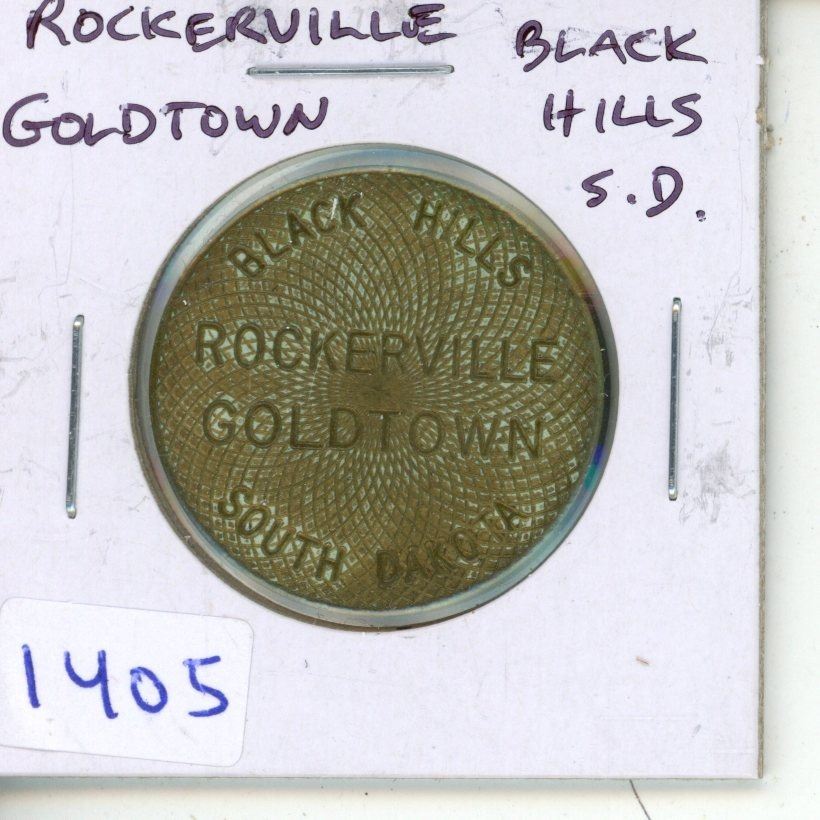 ROCKERVILLE
GOLDTOWN
BLACK
HILLS
S.D.
BLACK HILLS
ROCKERVILLE
GOLDTOWN
SOUTH DAKOTA
1405